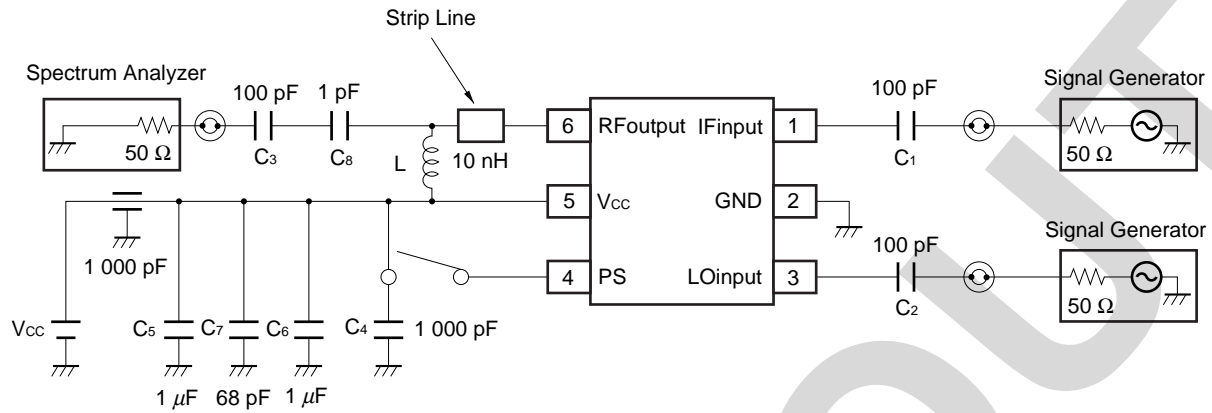 Strip Line
Spectrum Analyzer
Signal Generator
100 pF
1 pF
100 pF
6
RFoutput
IFinput
1
50 Ω
C3
C8
10 nH
C1
50 Ω
L
5
VCC
GND
2
Signal Generator
1 000 pF
100 pF
4
PS
LOinput
3
50 Ω
C2
VCC
C5
C7
C6
C4
1 000 pF
1 μF
68 pF
1 μF
OUT